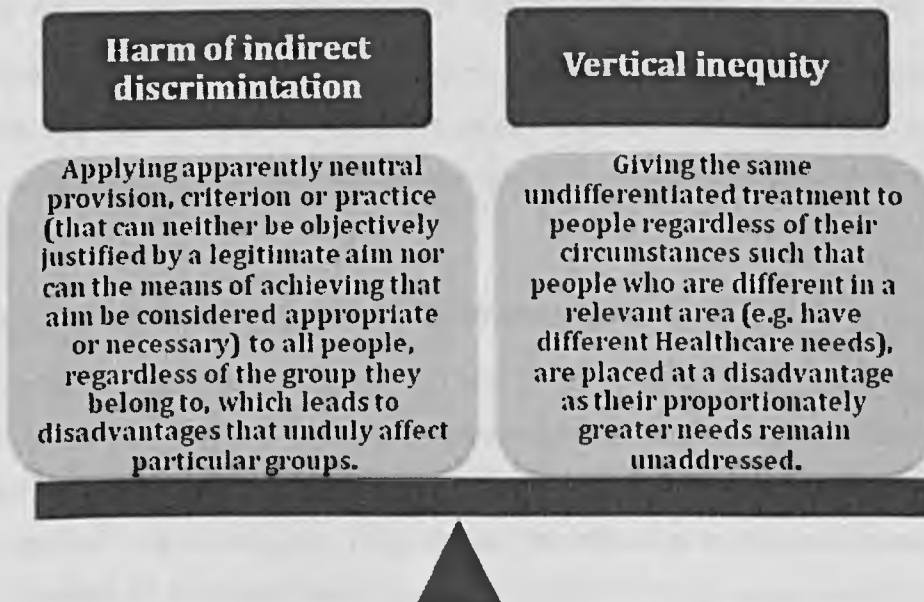 Harm of indirect
discrimintation
Applying apparently neutral
provision, criterion or practice
(that can neither be objectively
justified by a legitimate aim nor
can the means of achieving that
aim be considered appropriate
or necessary) to all people,
regardless of the group they
belong to, which leads to
disadvantages that unduly affect
particular groups.
Vertical inequity
Giving the same
undifferentiated treatment to
people regardless of their
circumstances such that
people who are different in a
relevant area (e.g. have
different Healthcare needs),
are placed at a disadvantage
as their proportionately
greater needs remain
unaddressed.